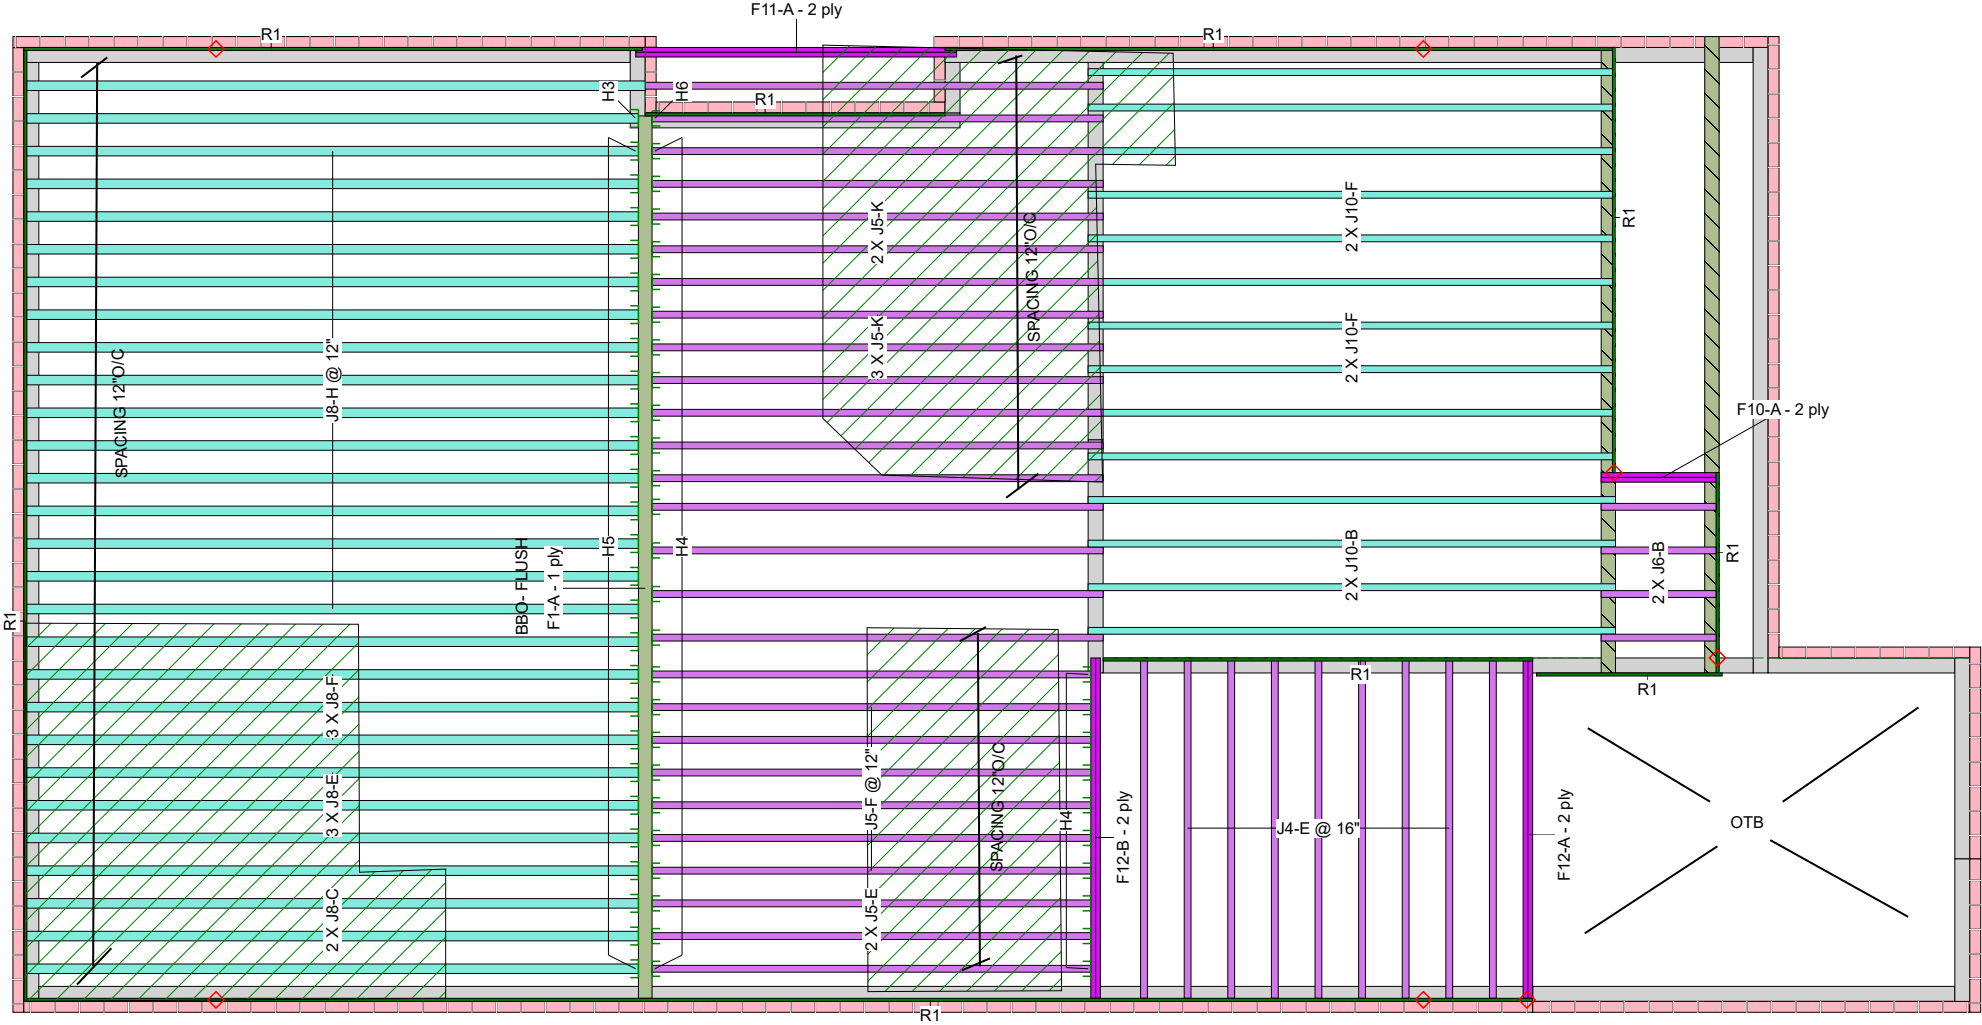 F11-A - 2 ply
R1
R1
H3
H6
R1
2 X J5-K
SPACING 12"O/C
2 X J10-F
R1
3 X J5-K
2 X J10-F
J8-H @ 12"
SPACING 12"O/C
F10-A - 2 ply
BBO- FLUSH
F1-A - 1 ply
H5
H4
2 X J10-B
2 X J6-B
R1
R1
3 X J8-F
R1
R1
3 X J8-E
J5-F @ 12"
SPACING 12"O/C
H4
F12-B - 2 ply
J4-E @ 16"
F12-A - 2 ply
OTB
2 X J8-C
2 X J5-E
R1